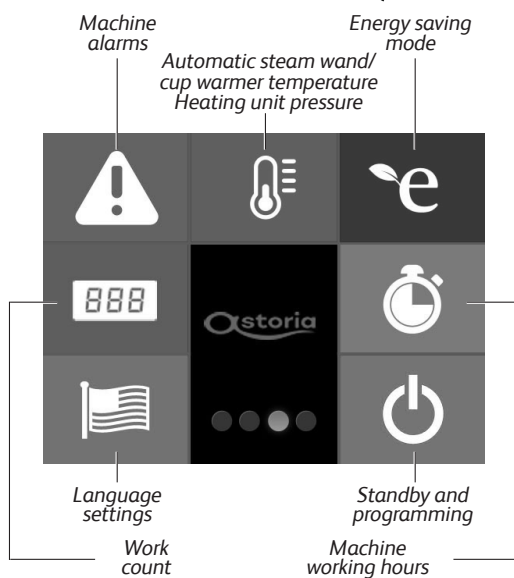 Machine
alarms
Automatic steam wand/
cup warmer temperature
Heating unit pressure
Energy saving
mode
e
888
astoria
Language
settings
Standby and
programming
Work
count
Machine
working hours